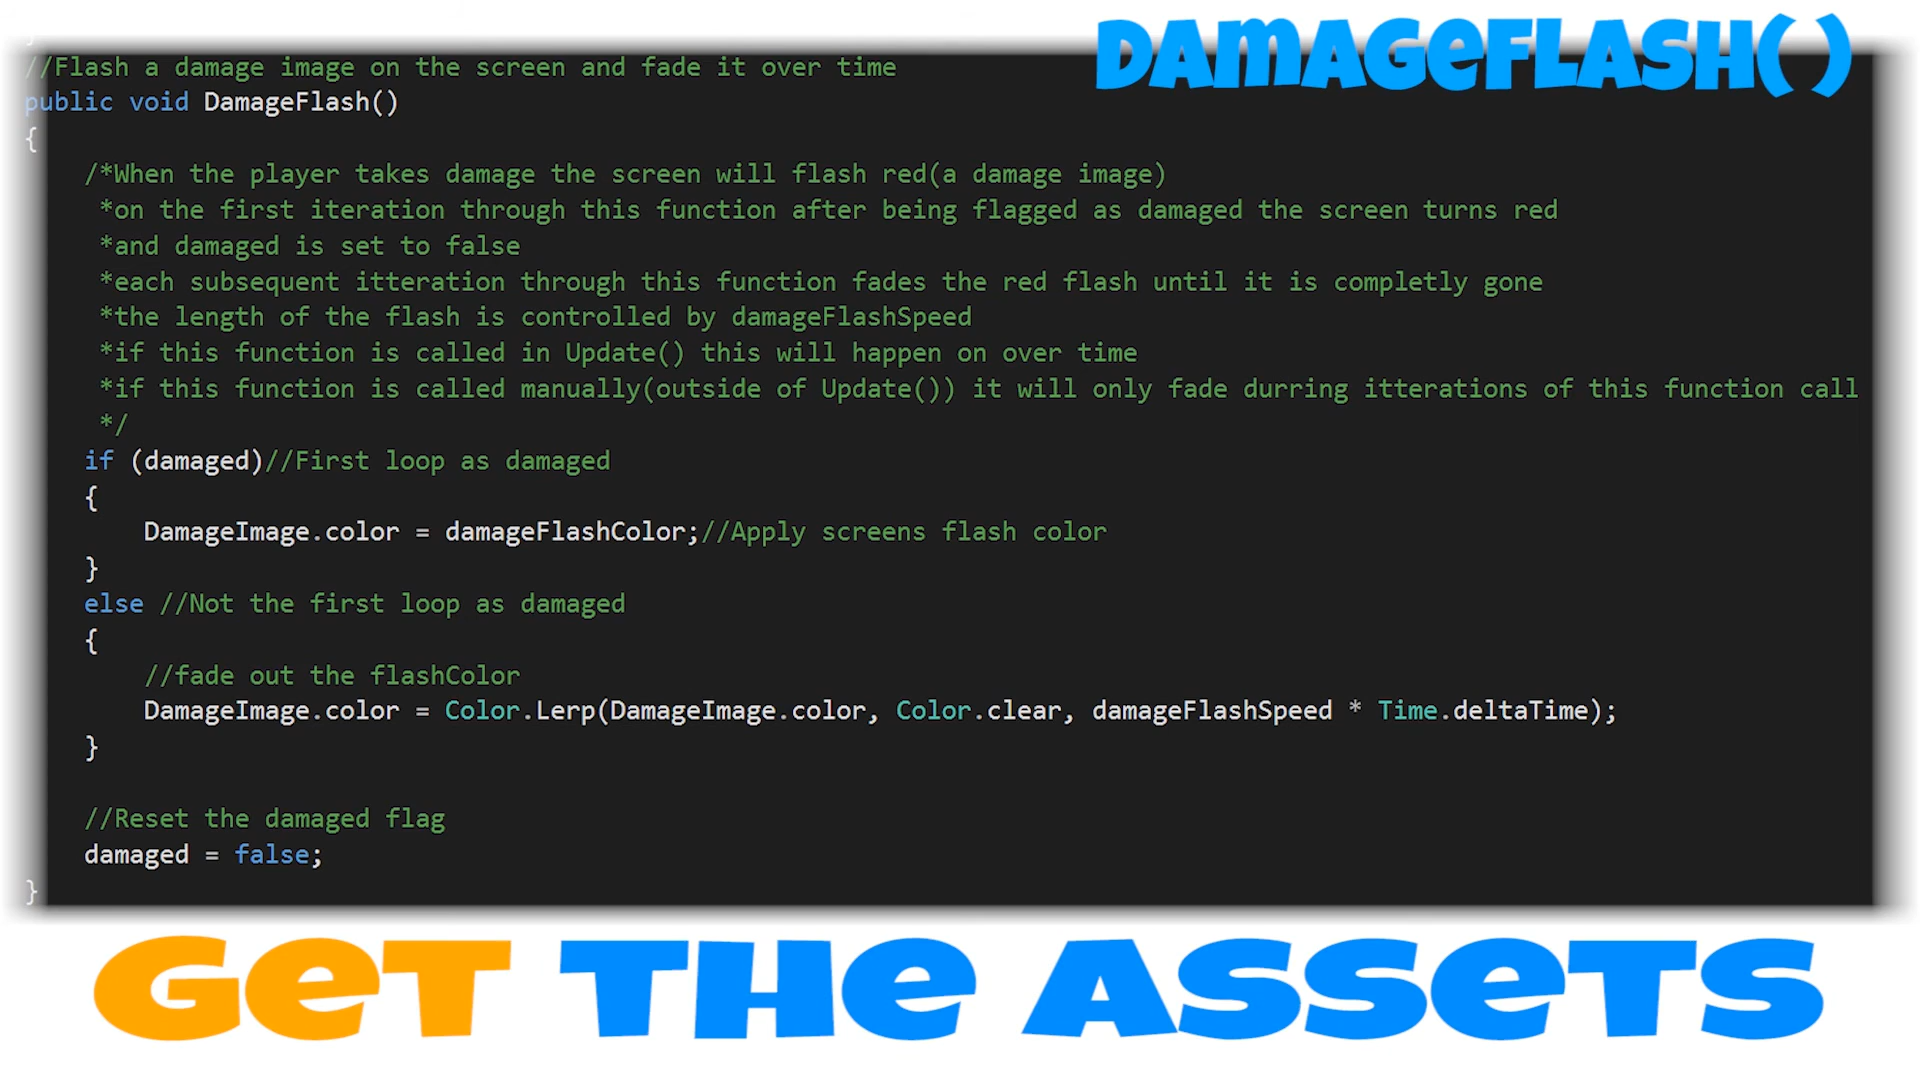 DamageFlash()
}
//Flash a damage image on the screen and fade it over time
public void DamageFlash()
{
/*When the player takes damage the screen will flash red(a damage image)
*on the first iteration through this function after being flagged as damaged the screen turns red
*and damaged is set to false
*each subsequent itteration through this function fades the red flash until it is completly gone
*the length of the flash is controlled by damageFlashSpeed
*if this function is called in Update() this will happen on over time
*if this function is called manually(outside of Update()) it will only fade durring itterations of this function call
*/
if (damaged)//First loop as damaged
{
DamageImage.color = damageFlashColor;//Apply screens flash color
}
else //Not the first loop as damaged
{
//fade out the flashColor
DamageImage.color = Color.Lerp(DamageImage.color, Color.clear, damageFlashSpeed * Time.deltaTime);
}
//Reset the damaged flag
damaged = false;
}
Get the Assets